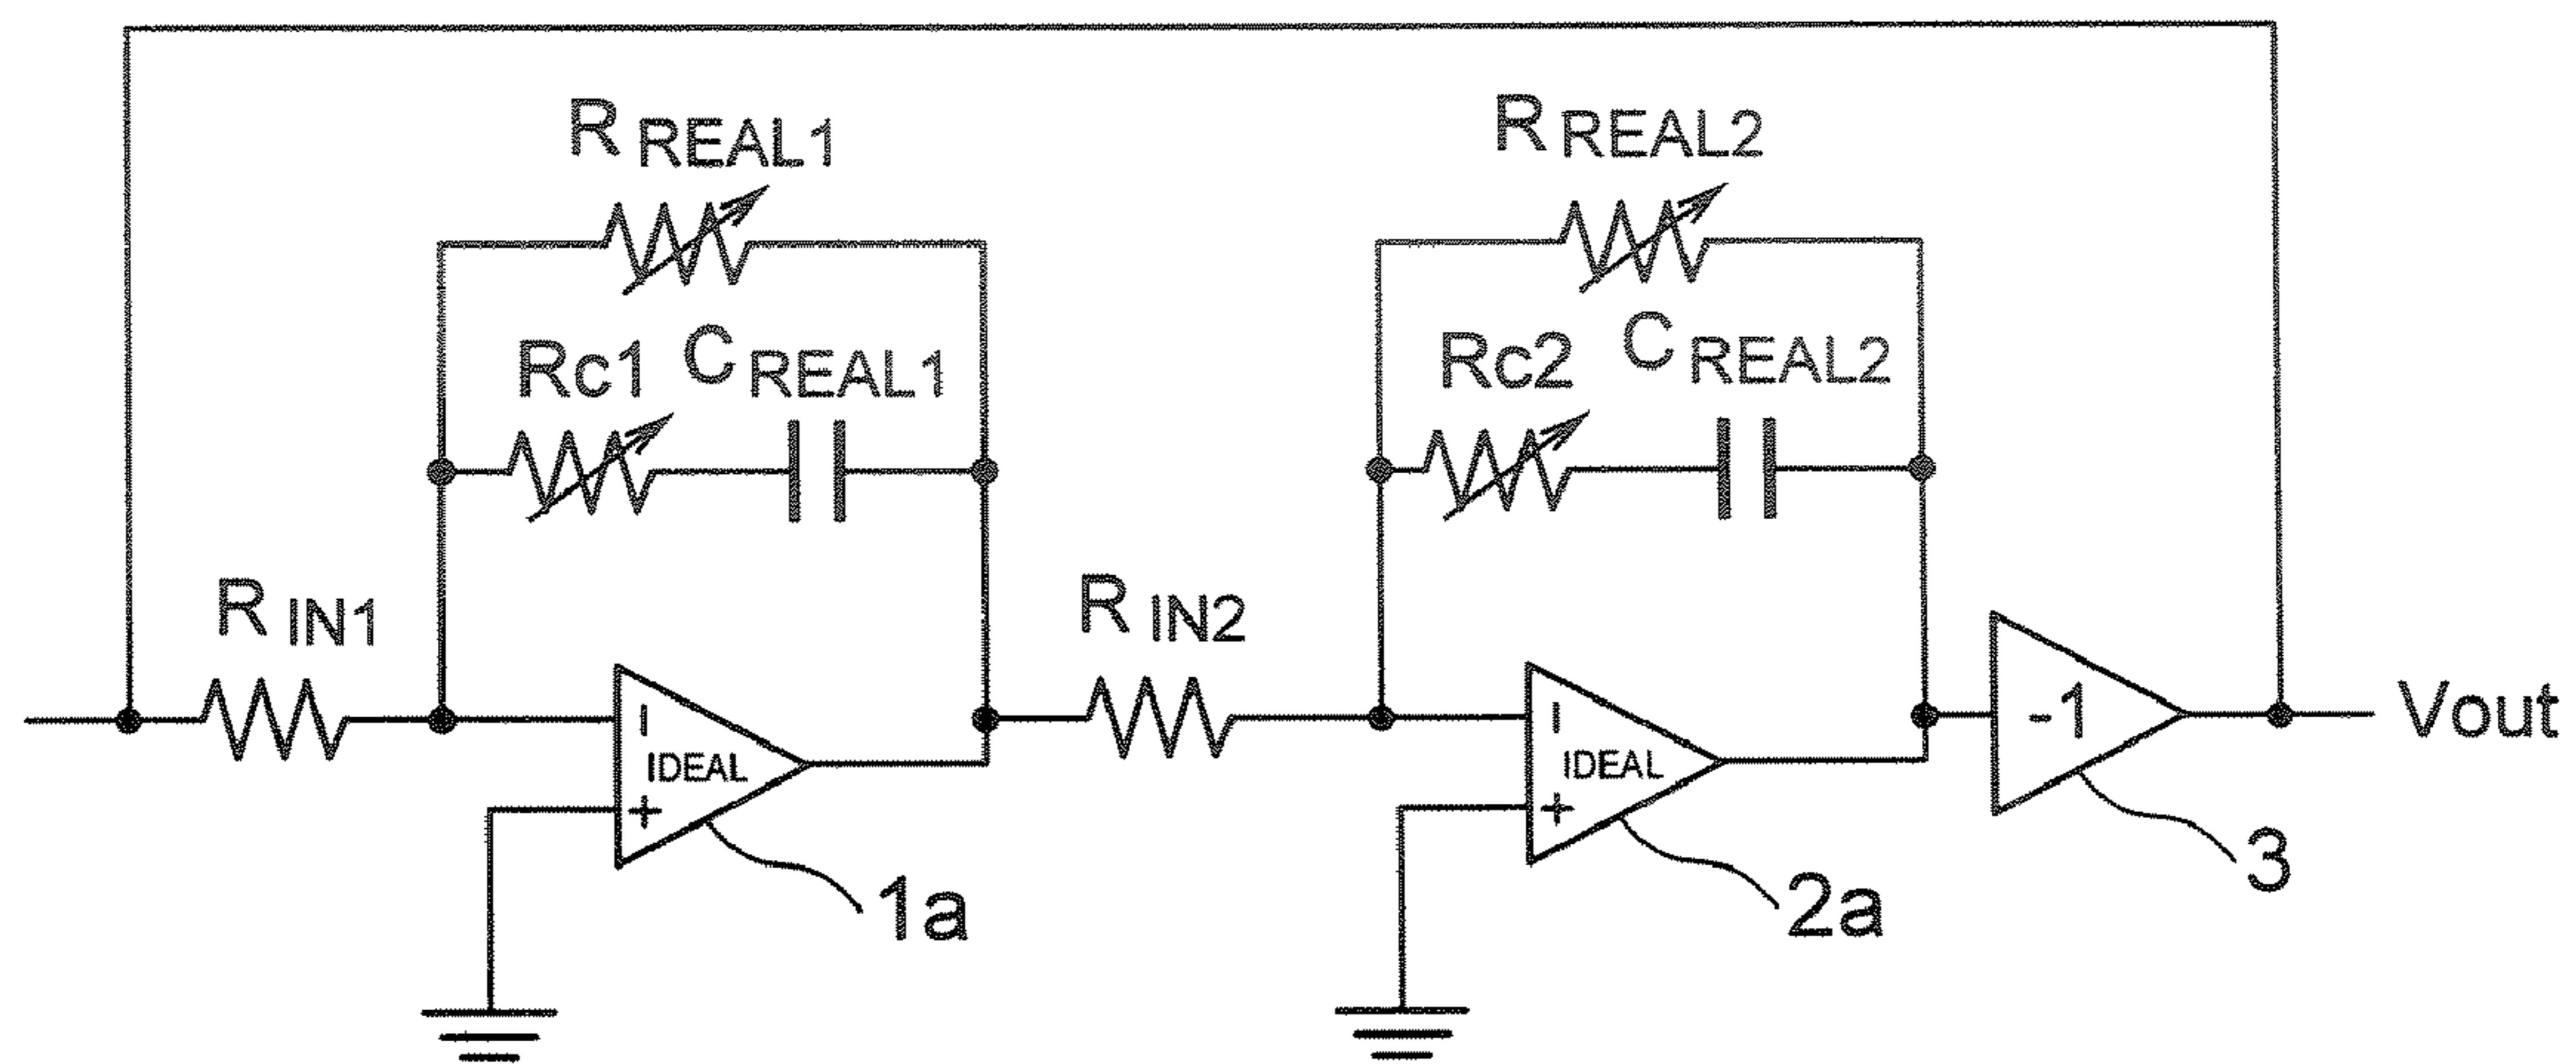 R REAL1
R REAL2
Rc1
C REAL1
Rc2
C REAL2
R IN1
R IN2
-
IDEAL
+
-
IDEAL
+
-1
Vout
1a
2a
3